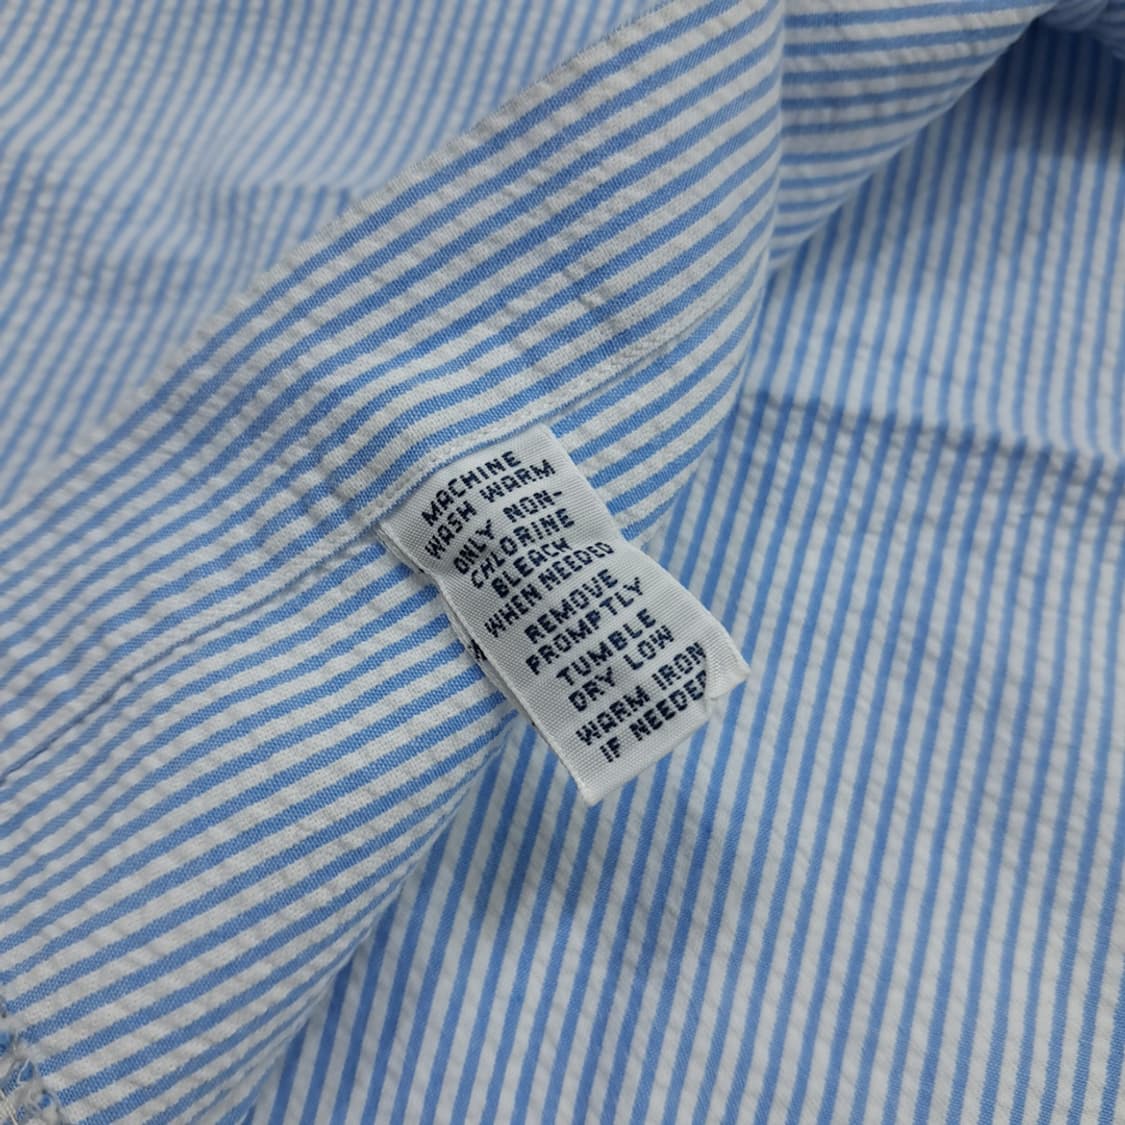 MACHINE
WASH WARM
ONLY NON-
CHLORINE
BLEACH
WHEN NEEDED
REMOVE
PROMPTLY
TUMBLE
DRY LOW
WARM IRON
IF NEEDED